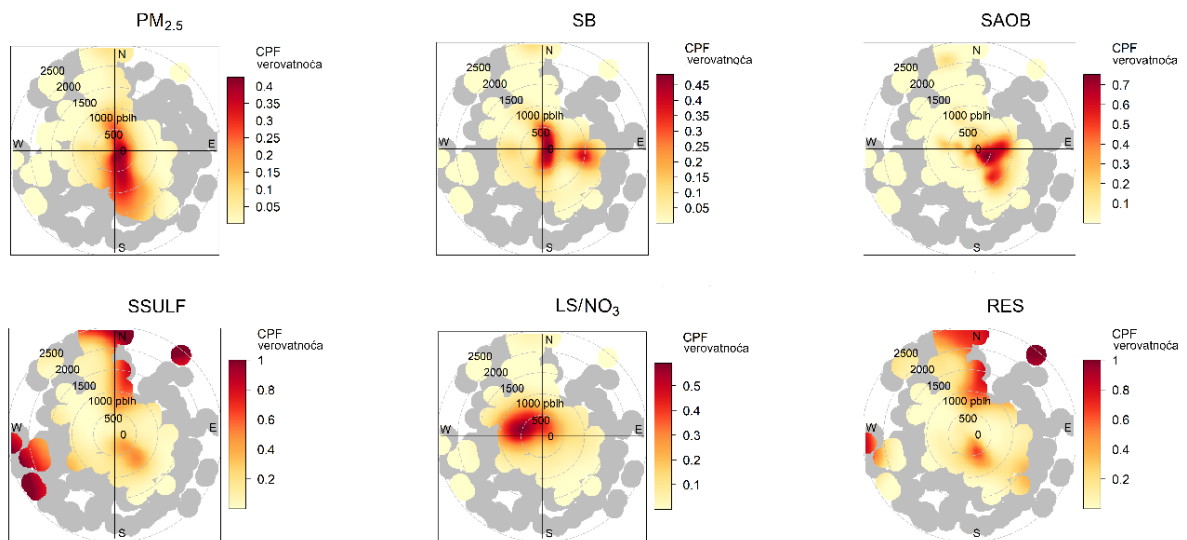 PM2.5
CPF
verovatnoća
0.4
0.35
0.3
0.25
0.2
0.15
0.1
0.05
N
2500
2000
1500
1000 pblh
500
0
W
E
S
SB
CPF
verovatnoća
0.45
0.4
0.35
0.3
0.25
0.2
0.15
0.1
0.05
N
2500
2000
1500
1000 pblh
500
0
W
E
S
SAOB
CPF
verovatnoća
0.7
0.6
0.5
0.4
0.3
0.2
0.1
N
2500
2000
1500
1000 pblh
500
0
W
E
S
SSULF
CPF
verovatnoća
1
0.8
0.6
0.4
0.2
N
2500
2000
1500
1000 pblh
500
0
W
E
S
LS/NO3
CPF
verovatnoća
0.5
0.4
0.3
0.2
0.1
N
2500
2000
1500
1000 pblh
500
0
W
E
S
RES
CPF
verovatnoća
1
0.8
0.6
0.4
0.2
N
2500
2000
1500
1000 pblh
500
0
W
E
S